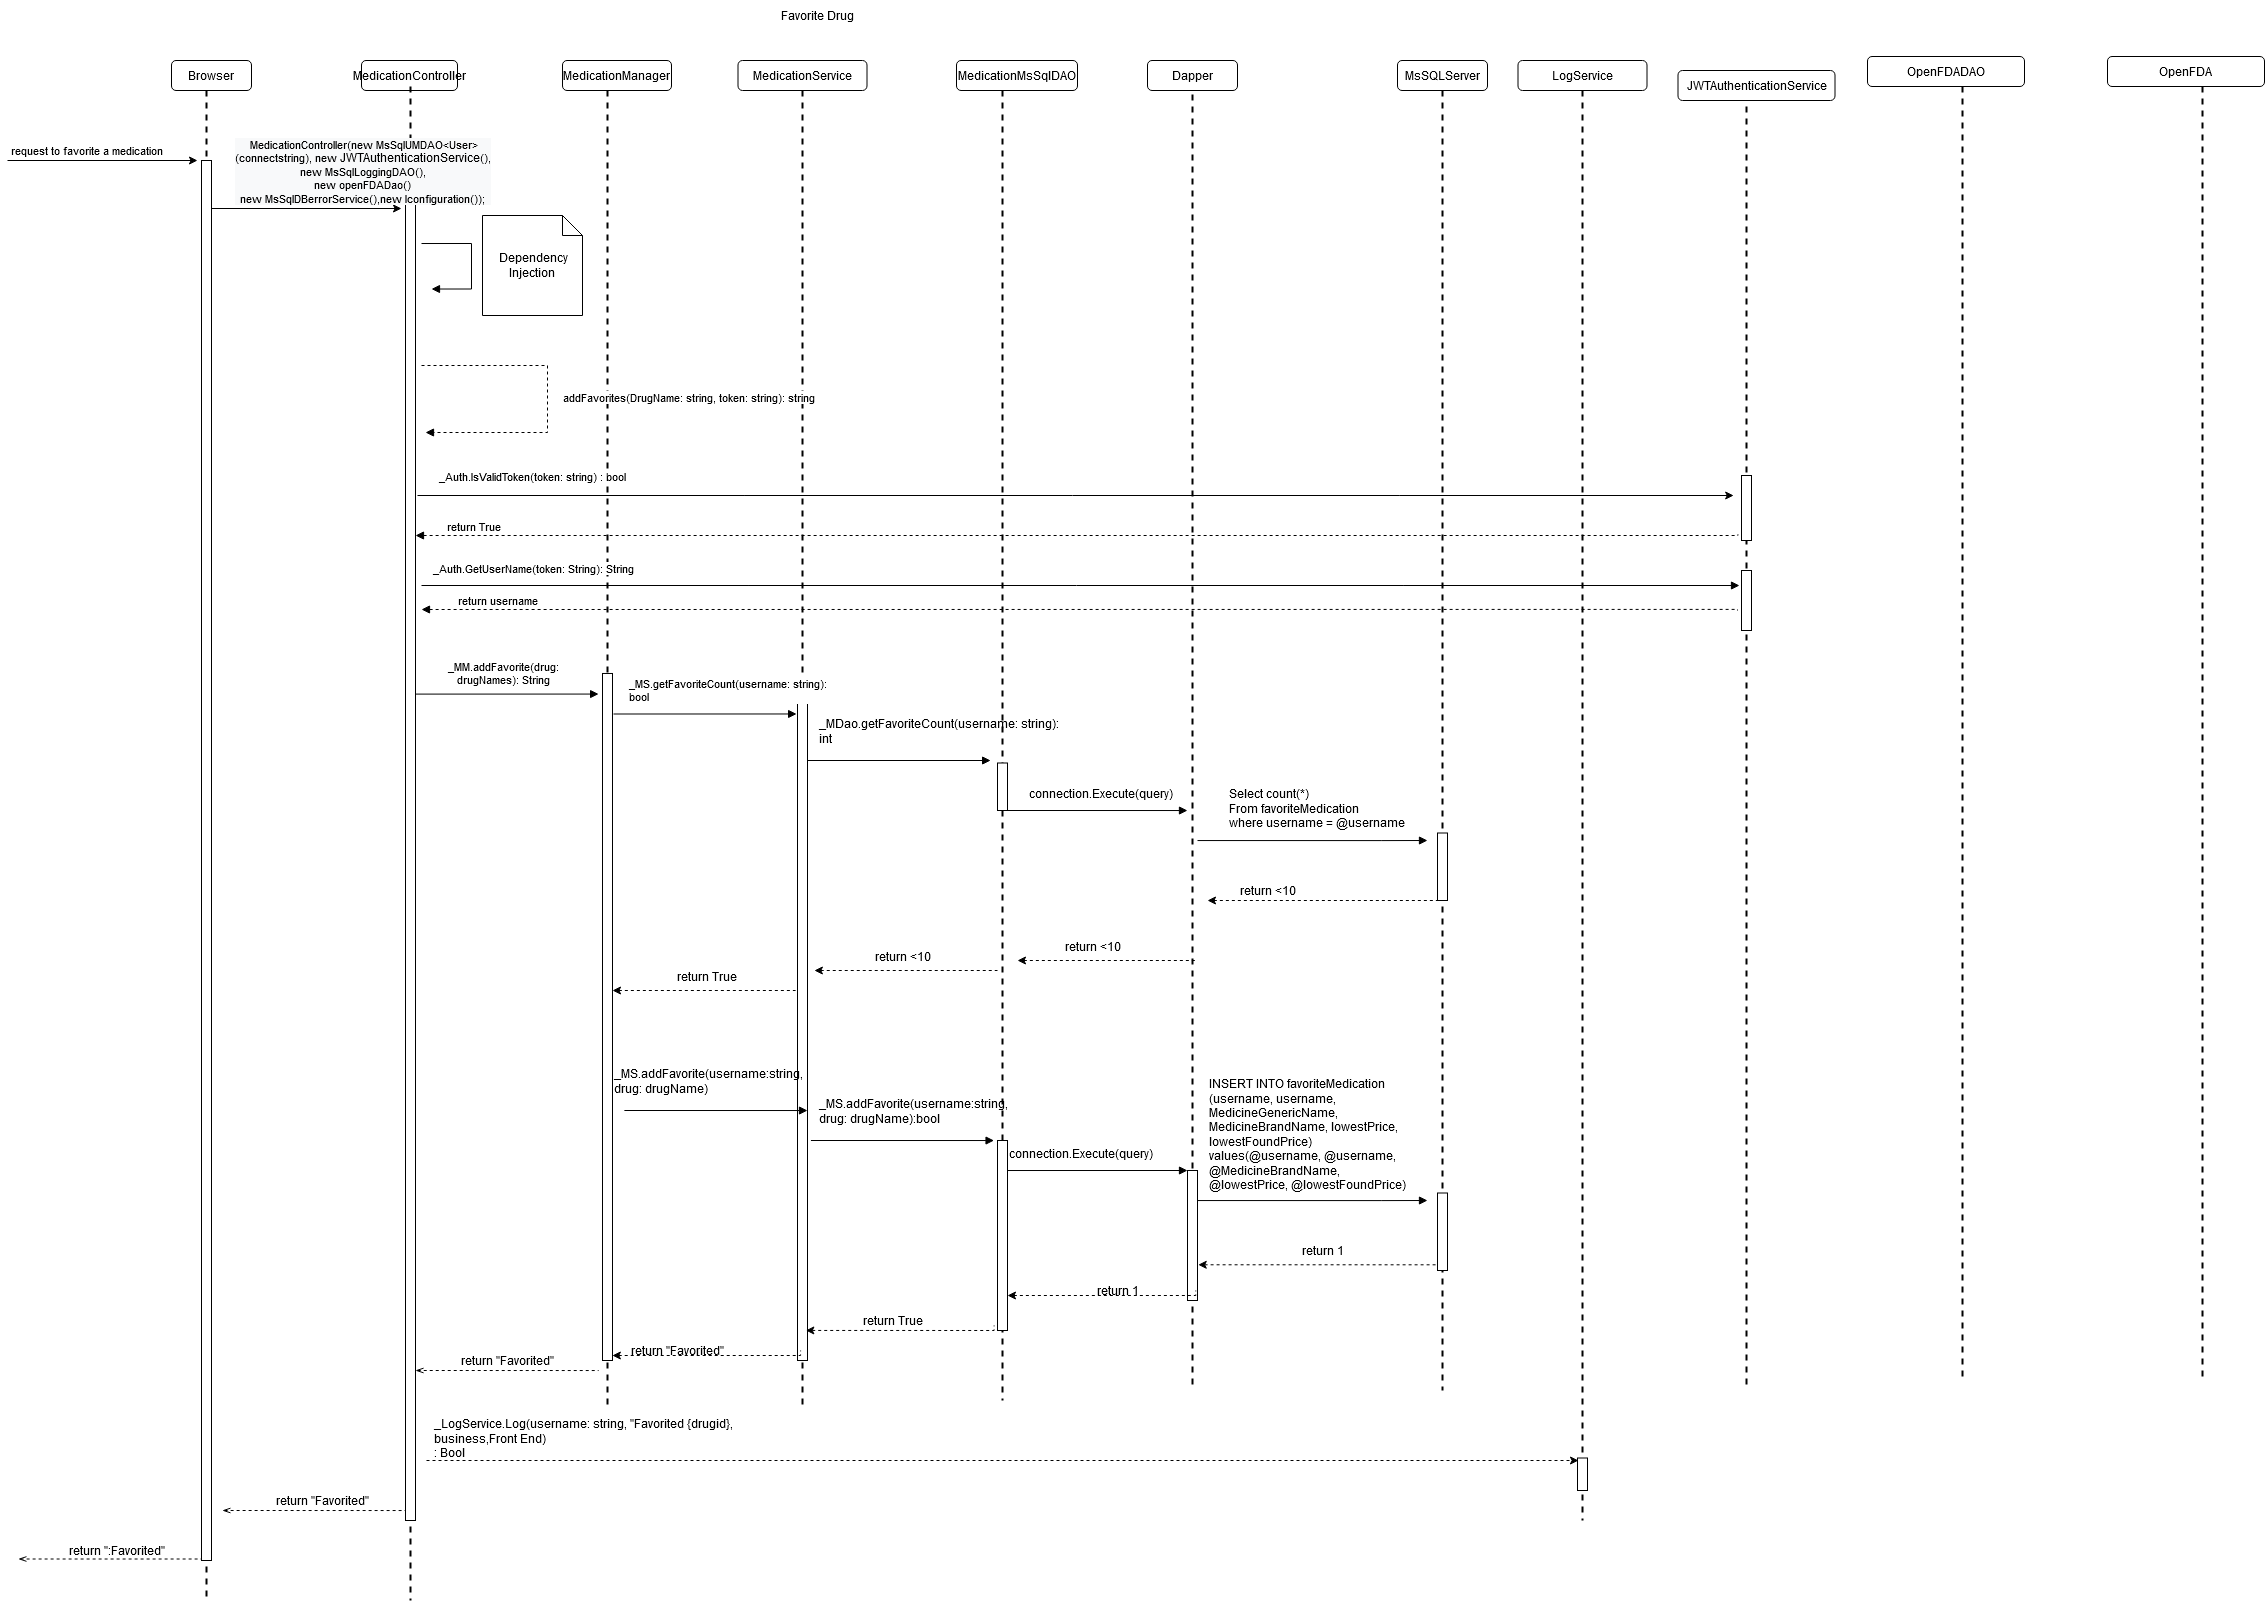 Favorite Drug
Browser
MedicationController
MedicationManager
MedicationService
MedicationMsSqlDAO
Dapper
MsSQLServer
LogService
JWTAuthenticationService
OpenFDADAO
OpenFDA
request to favorite a medication
MedicationController(new MsSqlUMDAO<User>
(connectstring), new JWTAuthenticationService(),
new MsSqlLoggingDAO(),
new openFDADao()
new MsSqlDBerrorService(),new Iconfiguration());
Dependency
Injection
addFavorites(DrugName: string, token: string): string
_Auth.IsValidToken(token: string) : bool
return True
_Auth.GetUserName(token: String): String
return username
_MM.addFavorite(drug:
drugNames): String
_MS.getFavoriteCount(username: string):
bool
_MDao.getFavoriteCount(username: string):
int
connection.Execute(query)
Select count(*)
From favoriteMedication
where username = @username
return <10
return <10
return <10
return True
_MS.addFavorite(username:string,
drug: drugName)
_MS.addFavorite(username:string,
drug: drugName):bool
connection.Execute(query)
INSERT INTO favoriteMedication
(username, username,
MedicineGenericName,
MedicineBrandName, lowestPrice,
lowestFoundPrice)
values(@username, @username,
@MedicineBrandName,
@lowestPrice, @lowestFoundPrice)
return 1
return 1
return True
return "Favorited"
return "Favorited"
_LogService.Log(username: string, "Favorited {drugid},
business,Front End)
: Bool
return "Favorited"
return ":Favorited"